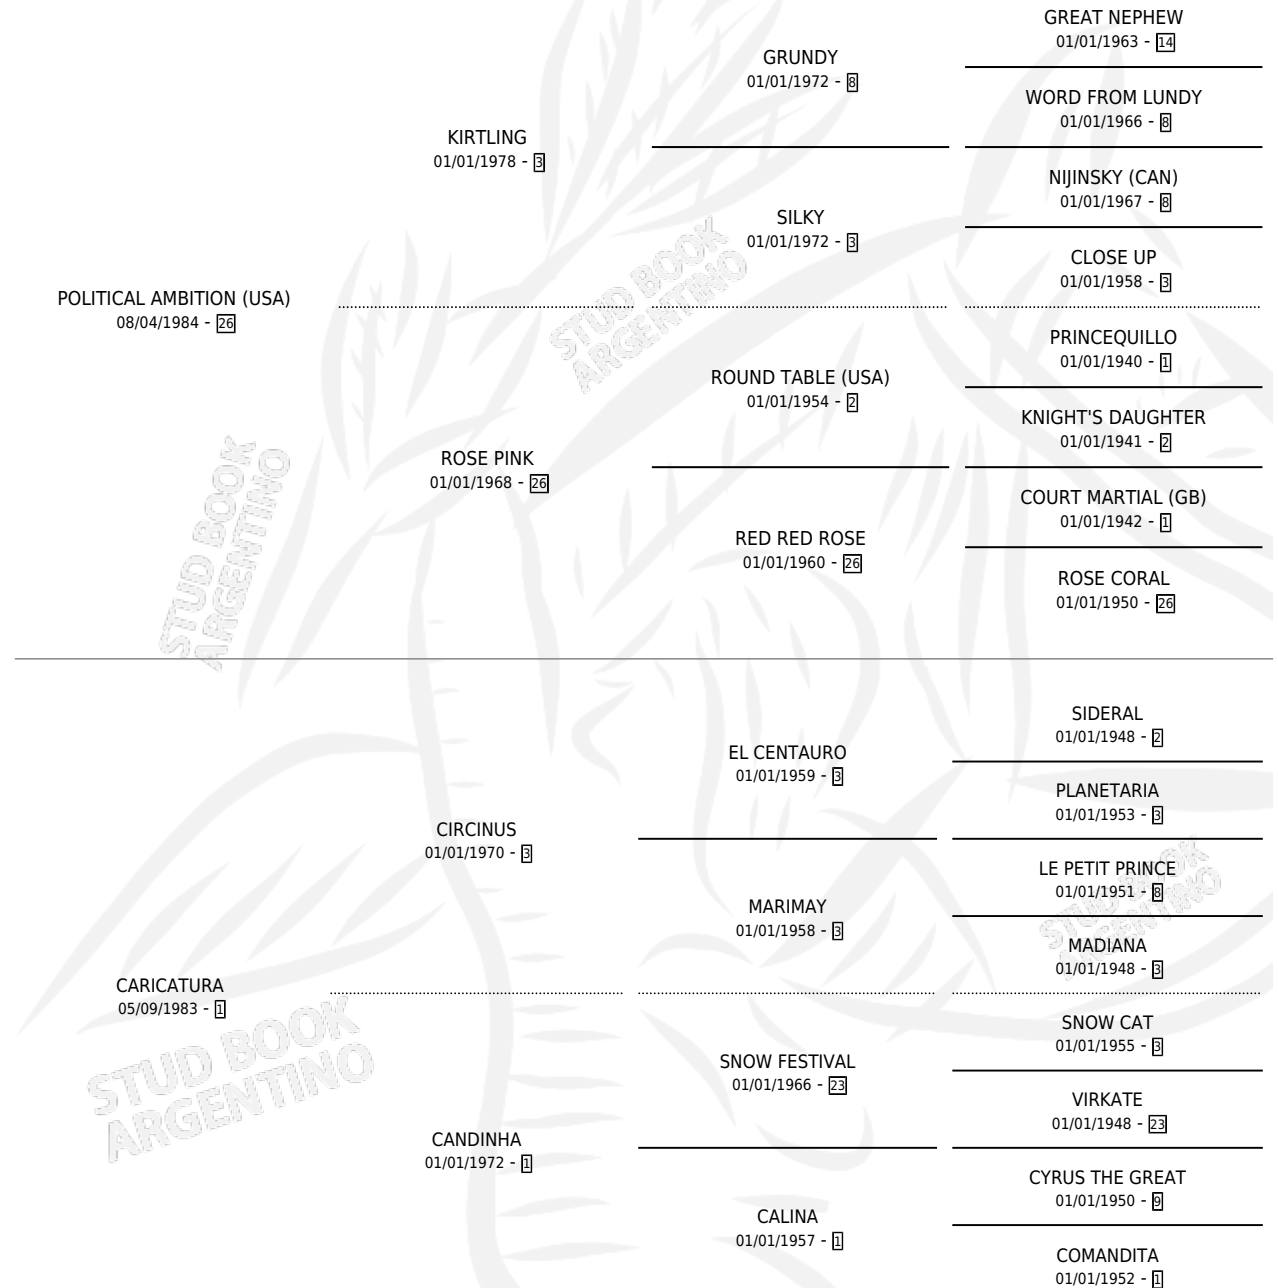 GREAT NEPHEW
01/01/1963 - 14
GRUNDY
01/01/1972 - 8
WORD FROM LUNDY
01/01/1966 - 8
KIRTLING
01/01/1978 - 3
NIJINSKY (CAN)
01/01/1967 - 8
SILKY
01/01/1972 - 3
CLOSE UP
01/01/1958 - 3
POLITICAL AMBITION (USA)
08/04/1984 - 26
PRINCEQUILLO
01/01/1940 - 1
ROUND TABLE (USA)
01/01/1954 - 2
KNIGHT'S DAUGHTER
01/01/1941 - 2
ROSE PINK
01/01/1968 - 26
COURT MARTIAL (GB)
01/01/1942 - 1
RED RED ROSE
01/01/1960 - 26
ROSE CORAL
01/01/1950 - 26
SIDERAL
01/01/1948 - 2
EL CENTAURO
01/01/1959 - 3
PLANETARIA
01/01/1953 - 3
CIRCINUS
01/01/1970 - 3
LE PETIT PRINCE
01/01/1951 - 8
MARIMAY
01/01/1958 - 3
MADIANA
01/01/1948 - 3
CARICATURA
05/09/1983 - 1
SNOW CAT
01/01/1955 - 3
SNOW FESTIVAL
01/01/1966 - 23
VIRKATE
01/01/1948 - 23
CANDINHA
01/01/1972 - 1
CYRUS THE GREAT
01/01/1950 - 9
CALINA
01/01/1957 - 1
COMANDITA
01/01/1952 - 1
STUD BOOK
ARGENTINO
STUD BOOK
ARGENTINO
STUD BOOK
ARGENTINO
STUD BOOK
ARGENTINO